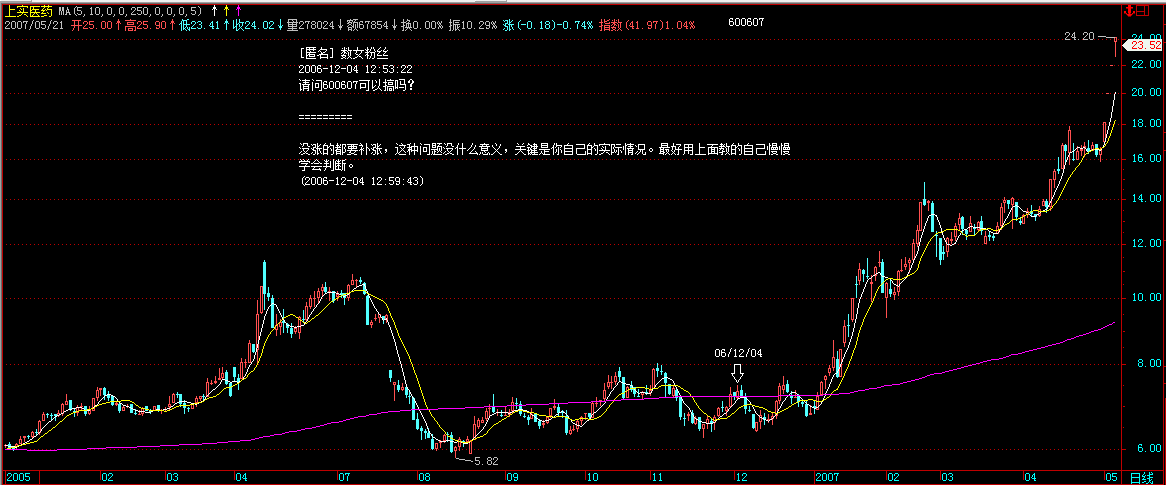 上实医药 MA(5,10,0,0,250,0,0,0,5) ↑ ↑ ↑
2007/05/21 开25.00↑高25.90↑低23.41↑收24.02↓量278024↓额67854↓换0.00% 振10.29% 涨(-0.18)-0.74% 指数(41.97)1.04%
600607
24.20
[匿名] 数女粉丝
2006-12-04 12:53:22
请问600607可以搞吗？
=========
没涨的都要补涨，这种问题没什么意义，关键是你自己的实际情况。最好用上面教的自己慢慢
学会判断。
(2006-12-04 12:59:43)
24.00
23.52
22.00
20.00
18.00
16.00
14.00
12.00
10.00
8.00
6.00
06/12/04
5.82
2005 02 03 04 07 08 09 10 11 12 2007 02 03 04 05 日线